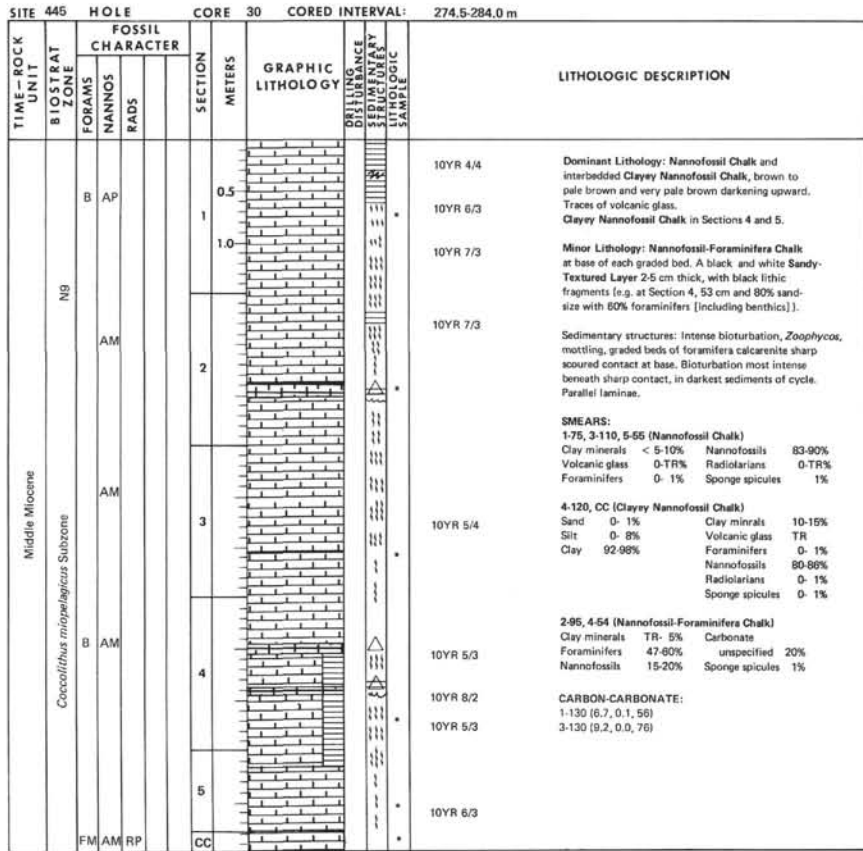 SITE 445 HOLE CORE 30 CORED INTERVAL: 274.5-284.0 m
TIME-ROCK UNIT
BIOSTRAT ZONE
FOSSIL CHARACTER
FORAMS
NANNOS
RADS
SECTION
METERS
GRAPHIC LITHOLOGY
DRILLING DISTURBANCE
SEDIMENTARY STRUCTURES
LITHOLOGIC SAMPLE
LITHOLOGIC DESCRIPTION
Middle Miocene
N9
Coccolithus miopelagicus Subzone
B AP
AM
AM
B AM
FM AM RP
1
0.5
1.0
2
3
4
5
CC
*
*
*
*
*
*
10YR 4/4
10YR 6/3
10YR 7/3
10YR 7/3
10YR 5/4
10YR 5/3
10YR 8/2
10YR 5/3
10YR 6/3
Dominant Lithology: Nannofossil Chalk and
interbedded Clayey Nannofossil Chalk, brown to
pale brown and very pale brown darkening upward.
Traces of volcanic glass.
Clayey Nannofossil Chalk in Sections 4 and 5.
Minor Lithology: Nannofossil-Foraminifera Chalk
at base of each graded bed. A black and white Sandy-
Textured Layer 2-5 cm thick, with black lithic
fragments (e.g. at Section 4, 53 cm and 80% sand-
size with 60% foraminifers [including benthics] ).
Sedimentary structures: Intense bioturbation, Zoophycos,
mottling, graded beds of foramifera calcarenite sharp
scoured contact at base. Bioturbation most intense
beneath sharp contact, in darkest sediments of cycle.
Parallel laminae.
SMEARS:
1-75, 3-110, 5-55 (Nannofossil Chalk)
Clay minerals < 5-10% Nannofossils 83-90%
Volcanic glass 0-TR% Radiolarians 0-TR%
Foraminifers 0- 1% Sponge spicules 1%
4-120, CC (Clayey Nannofossil Chalk)
Sand 0- 1% Clay minrals 10-15%
Silt 0- 8% Volcanic glass TR
Clay 92-98% Foraminifers 0- 1%
Nannofossils 80-86%
Radiolarians 0- 1%
Sponge spicules 0- 1%
2-95, 4-54 (Nannofossil-Foraminifera Chalk)
Clay minerals TR- 5% Carbonate
Foraminifers 47-60% unspecified 20%
Nannofossils 15-20% Sponge spicules 1%
CARBON-CARBONATE:
1-130 (6.7, 0.1, 56)
3-130 (9.2, 0.0, 76)